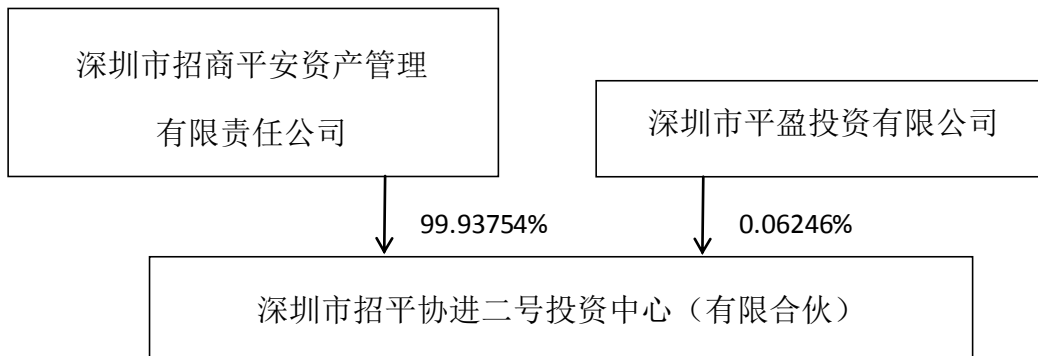 深圳市招商平安资产管理
有限责任公司
深圳市平盈投资有限公司
99.93754%
0.06246%
深圳市招平协进二号投资中心（有限合伙）